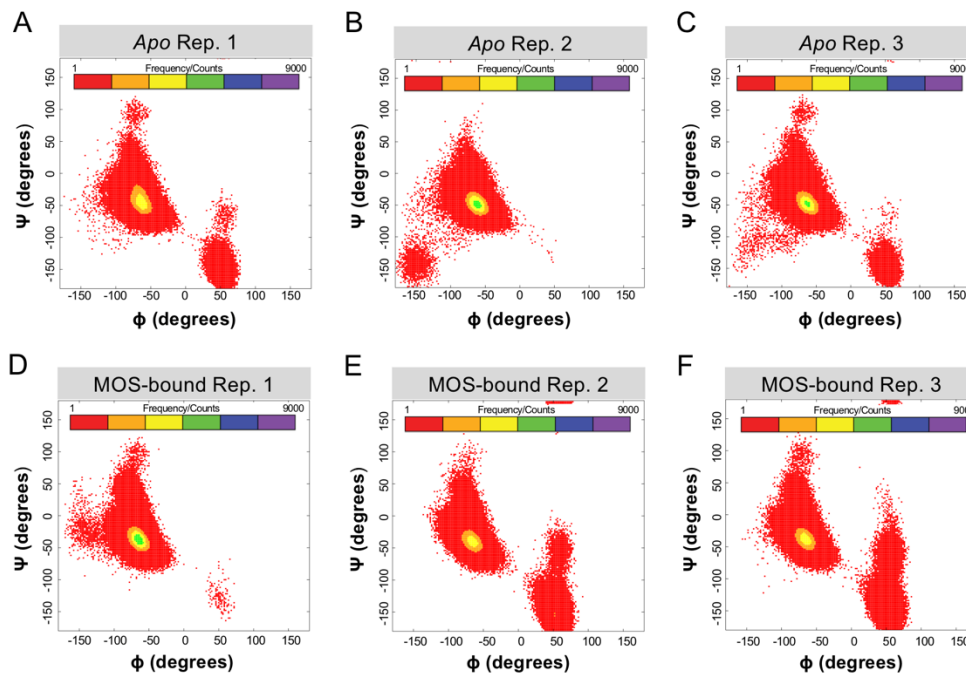 A
B
C
Apo Rep. 1
Apo Rep. 2
Apo Rep. 3
1 Frequency/Counts 9000
1 Frequency/Counts 9000
1 Frequency/Counts 900
Ψ (degrees)
150
100
50
0
-50
-100
-150
Ψ (degrees)
150
100
50
0
-50
-100
-150
Ψ (degrees)
150
100
50
0
-50
-100
-150
-150 -100 -50 0 50 100 150
-150 -100 -50 0 50 100 150
-150 -100 -50 0 50 100 150
ϕ (degrees)
ϕ (degrees)
ϕ (degrees)
D
E
F
MOS-bound Rep. 1
MOS-bound Rep. 2
MOS-bound Rep. 3
1 Frequency/Counts 9000
1 Frequency/Counts 9000
1 Frequency/Counts 900
Ψ (degrees)
150
100
50
0
-50
-100
-150
Ψ (degrees)
150
100
50
0
-50
-100
-150
Ψ (degrees)
150
100
50
0
-50
-100
-150
-150 -100 -50 0 50 100 150
-150 -100 -50 0 50 100 150
-150 -100 -50 0 50 100 150
ϕ (degrees)
ϕ (degrees)
ϕ (degrees)